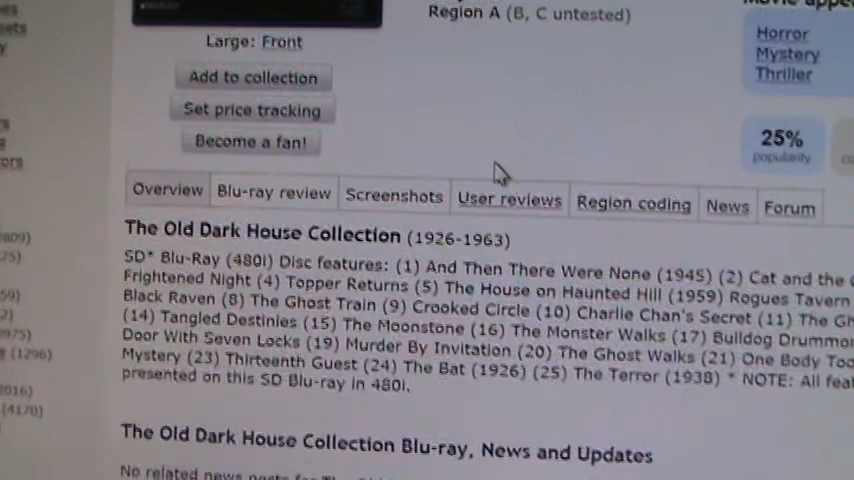 Region A (B, C untested)
Large: Front
Horror
Mystery
Thriller
Add to collection
Set price tracking
Become a fan!
25%
popularity
Overview Blu-ray review Screenshots User reviews Region coding News Forum
The Old Dark House Collection (1926-1963)
SD* Blu-Ray (480i) Disc features: (1) And Then There Were None (1945) (2) Cat and the
Frightened Night (4) Topper Returns (5) The House on Haunted Hill (1959) Rogues Tavern
Black Raven (8) The Ghost Train (9) Crooked Circle (10) Charlie Chan's Secret (11) The
(14) Tangled Destinies (15) The Moonstone (16) The Monster Walks (17) Bulldog
Door With Seven Locks (19) Murder By Invitation (20) The Ghost Walks (21) One Body
Mystery (23) Thirteenth Guest (24) The Bat (1926) (25) The Terror (1938) * NOTE: All
presented on this SD Blu-ray in 480i.
The Old Dark House Collection Blu-ray, News and Updates
No related news posts for
(1296)
(4170)